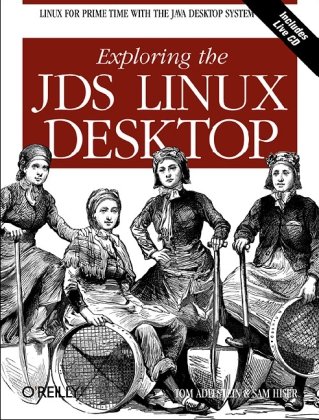 LINUX FOR PRIME TIME WITH THE JAVA DESKTOP SYSTEM
Includes
Live CD
Exploring the
JDS LINUX
DESKTOP
O'REILLY
TOM ADELSTEIN & SAM HISER